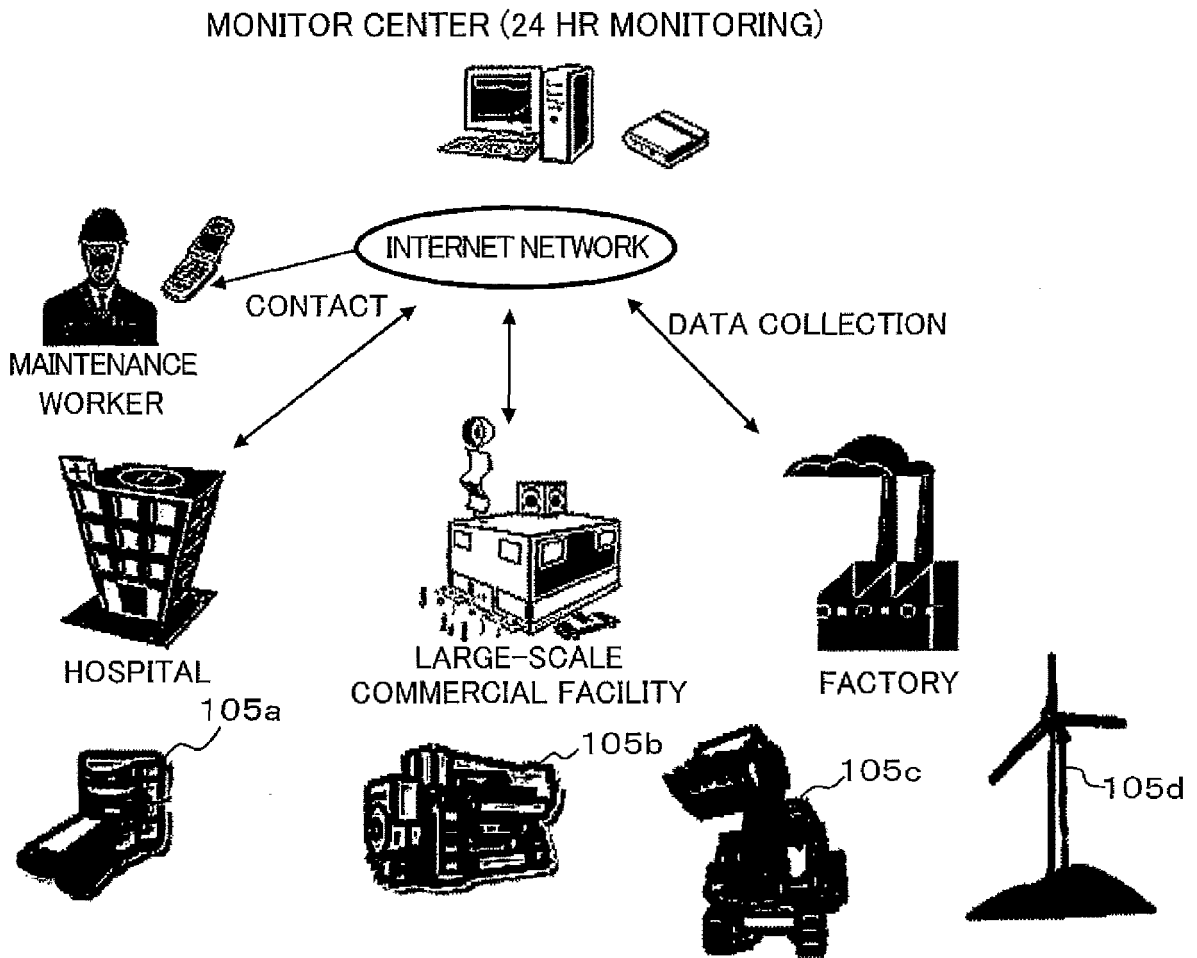 MONITOR CENTER (24 HR MONITORING)
INTERNET NETWORK
CONTACT
DATA COLLECTION
MAINTENANCE
WORKER
HOSPITAL
LARGE-SCALE
COMMERCIAL FACILITY
FACTORY
105a
105b
105c
105d